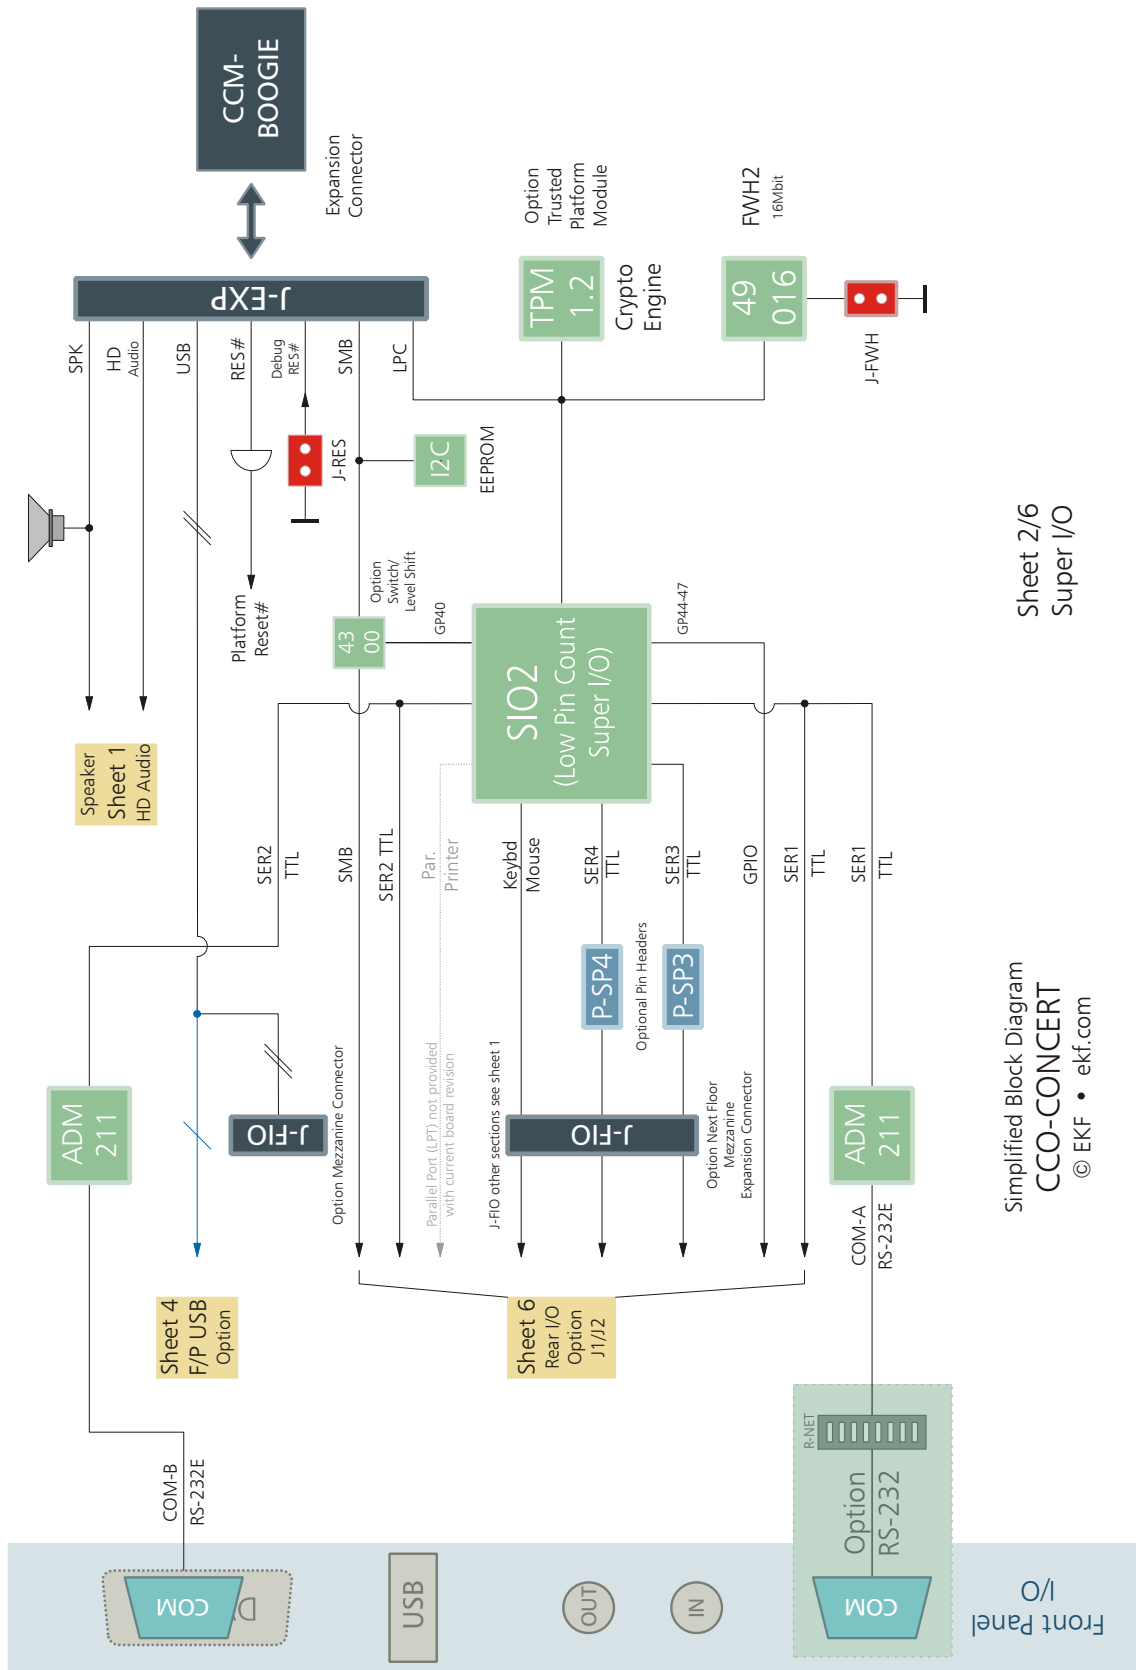 CCM-
BOOGIE
Expansion
Connector
J-EXP
SPK
HD
Audio
USB
RES#
Debug
RES#
SMB
LPC
Option
Trusted
Platform
Module
TPM
1.2
Crypto
Engine
FWH2
16Mbit
49
016
J-FWH
J-RES
I2C
EEPROM
Platform
Reset#
Option
Switch/
Level Shift
43
00
GP40
GP44-47
SIO2
(Low Pin Count
Super I/O)
Sheet 2/6
Super I/O
Speaker
Sheet 1
HD Audio
SER2
TTL
SMB
SER2 TTL
Par.
Printer
Keybd
Mouse
SER4
TTL
SER3
TTL
GPIO
SER1
TTL
SER1
TTL
P-SP4
Optional Pin Headers
P-SP3
ADM
211
J-FIO
Option Mezzanine Connector
Parallel Port (LPT) not provided
with current board revision
J-FIO other sections see sheet 1
J-FIO
Option Next Floor
Mezzanine
Expansion Connector
ADM
211
COM-A
RS-232E
Simplified Block Diagram
CCO-CONCERT
© EKF • ekf.com
Sheet 4
F/P USB
Option
Sheet 6
Rear I/O
Option
J1/J2
COM-B
RS-232E
R-NET
Option
RS-232
COM
USB
OUT
IN
COM
Front Panel
I/O